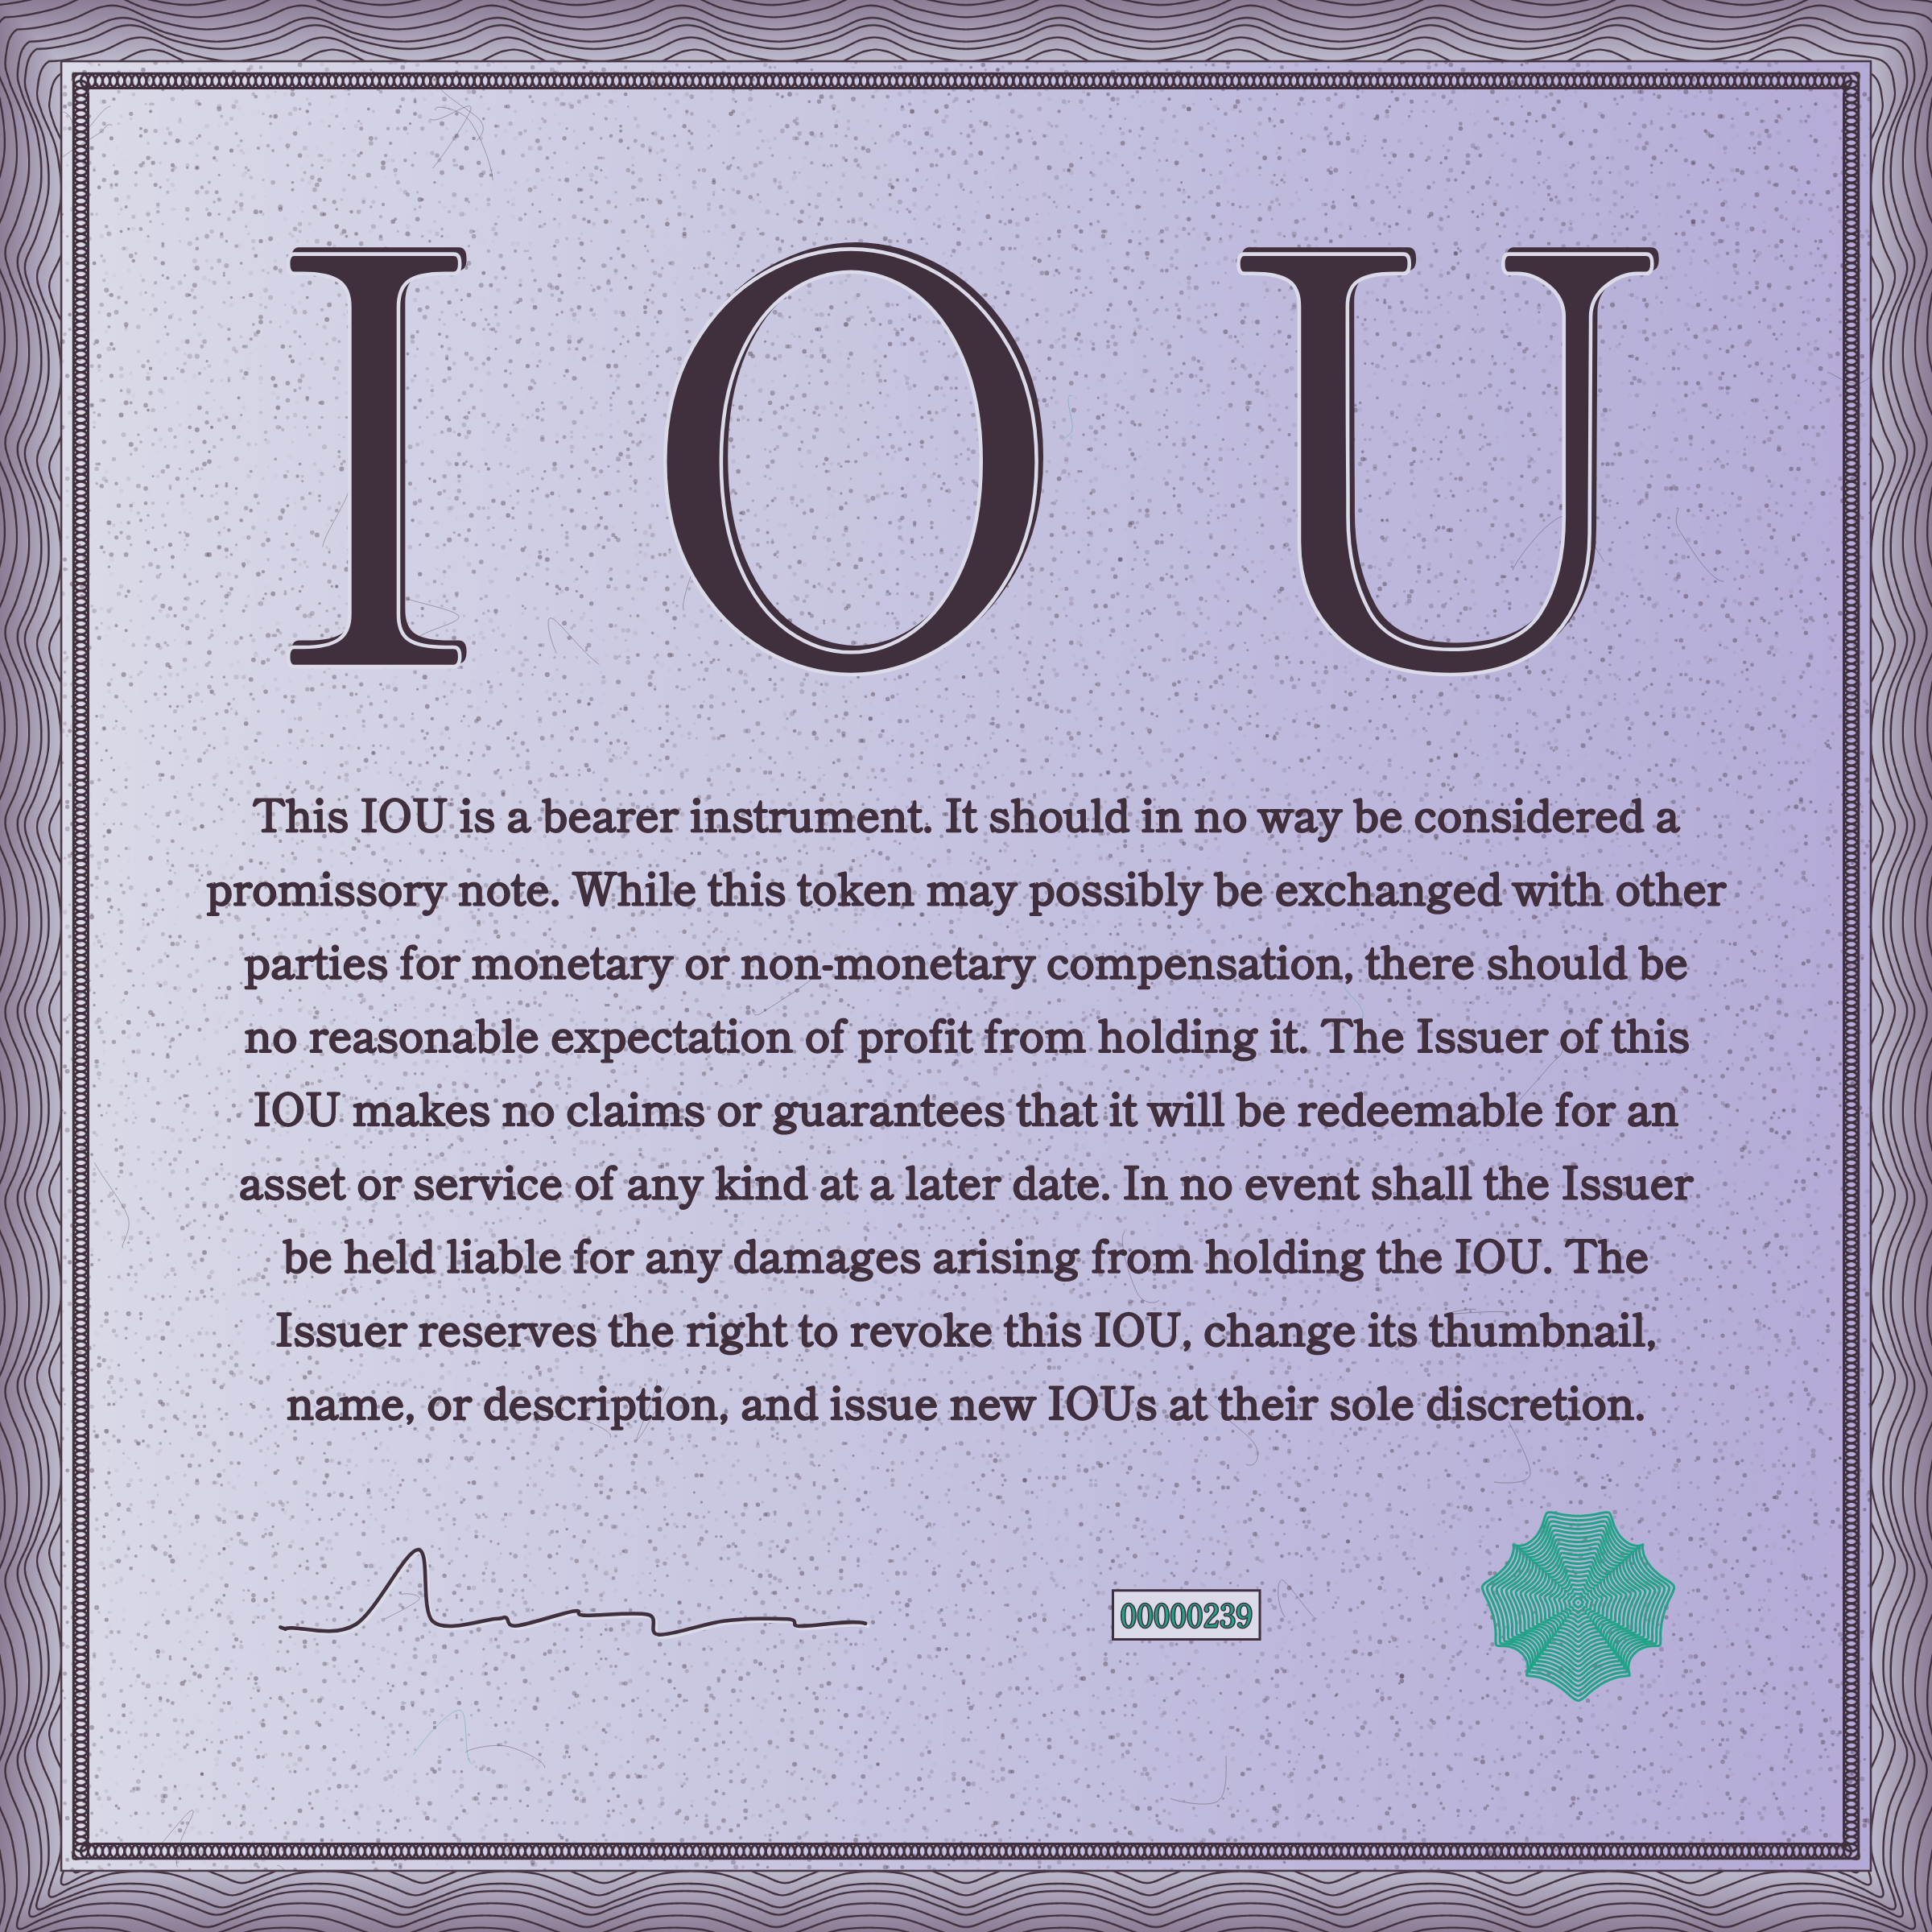 I O U
This IOU is a bearer instrument. It should in no way be considered a
promissory note. While this token may possibly be exchanged with other
parties for monetary or non-monetary compensation, there should be
no reasonable expectation of profit from holding it. The Issuer of this
IOU makes no claims or guarantees that it will be redeemable for an
asset or service of any kind at a later date. In no event shall the Issuer
be held liable for any damages arising from holding the IOU. The
Issuer reserves the right to revoke this IOU, change its thumbnail,
name, or description, and issue new IOUs at their sole discretion.
00000239